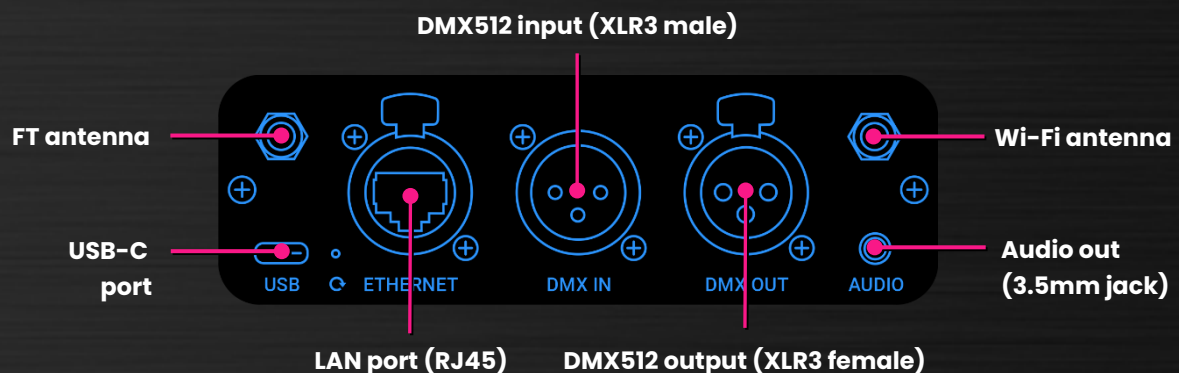 DMX512 input (XLR3 male)
FT antenna
Wi-Fi antenna
USB-C
port
Audio out
(3.5mm jack)
USB
ETHERNET
DMX IN
DMX OUT
AUDIO
LAN port (RJ45)
DMX512 output (XLR3 female)